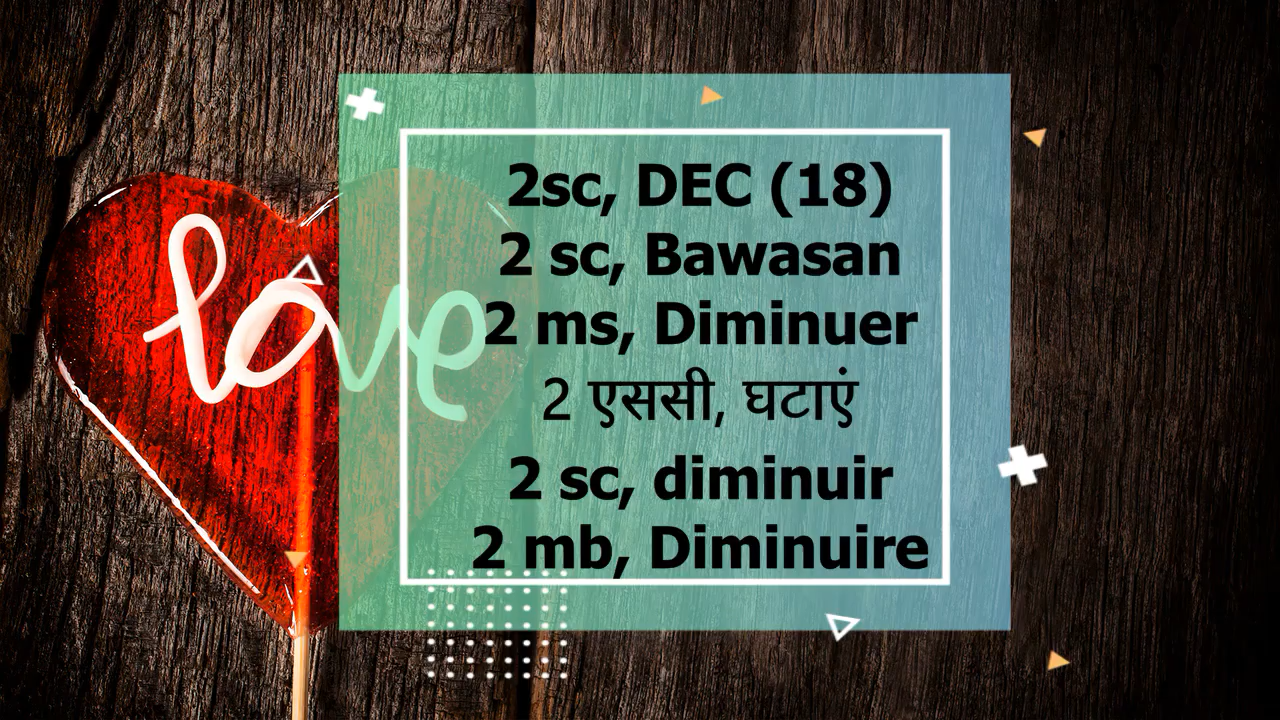 love
2sc, DEC (18)
2 sc, Bawasan
2 ms, Diminuer
2 एससी, घटाएं
2 sc, diminuir
2 mb, Diminuire